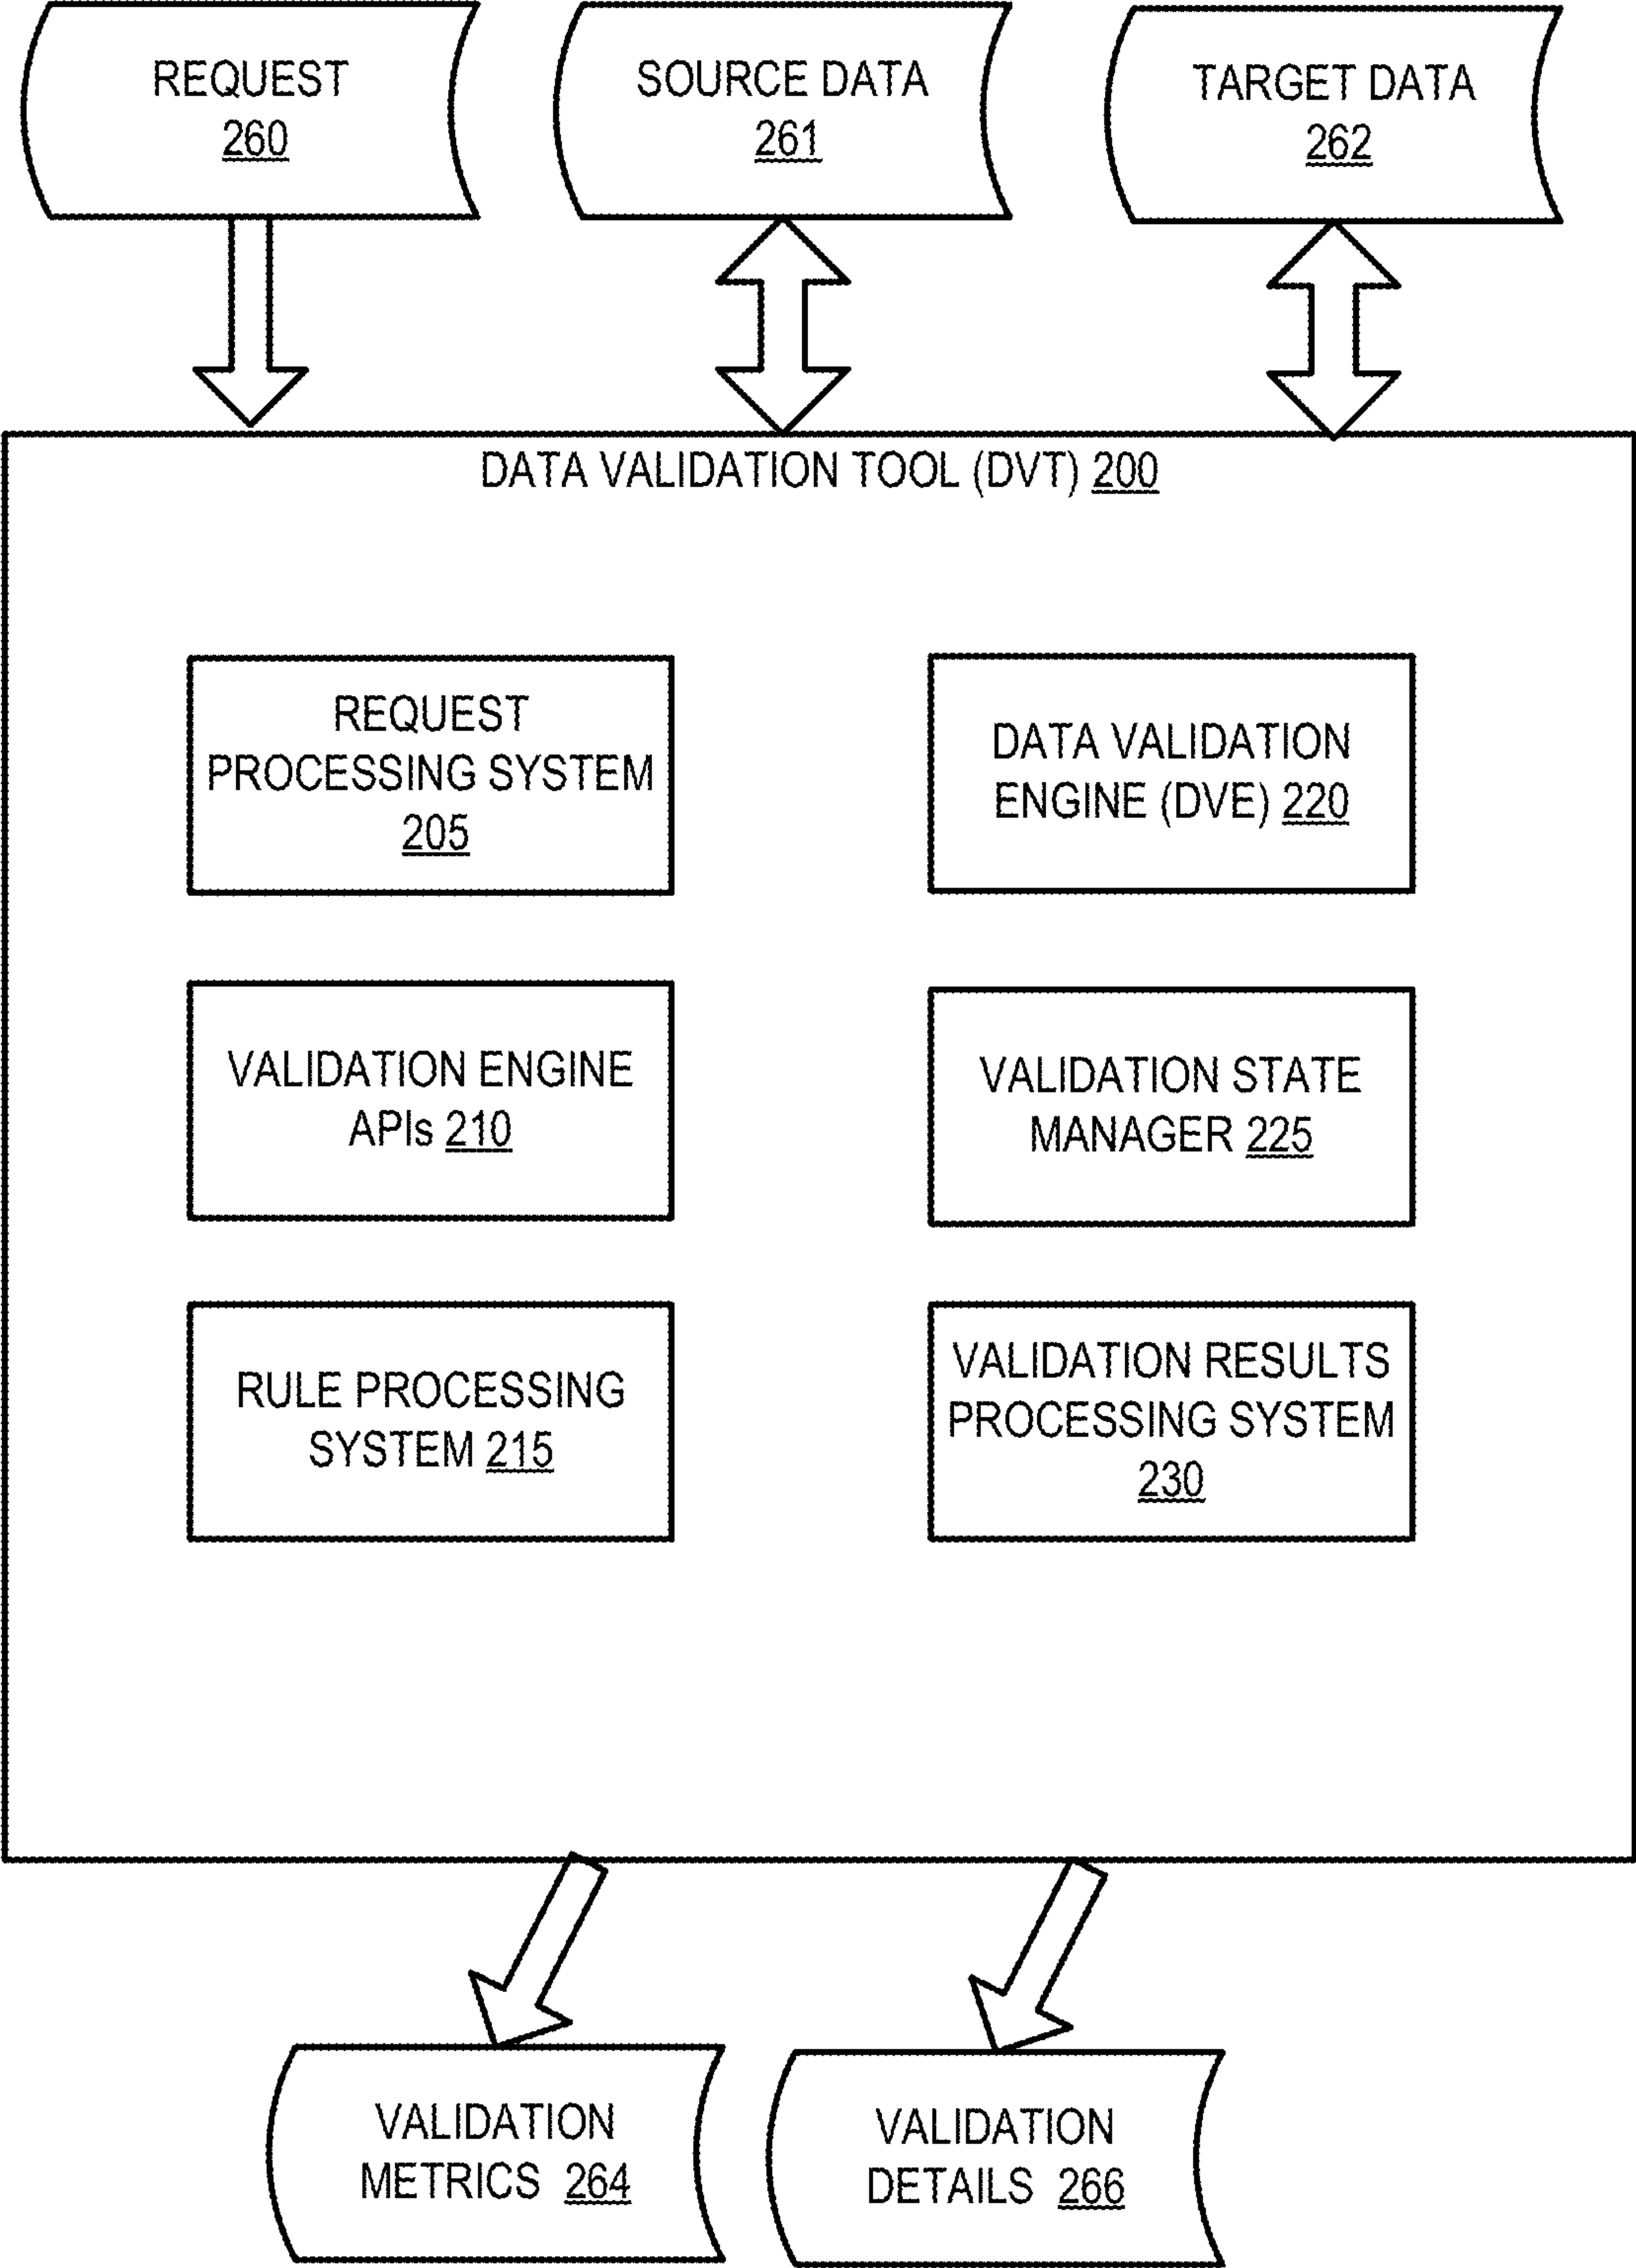 REQUEST
260
SOURCE DATA
261
TARGET DATA
262
DATA VALIDATION TOOL (DVT) 200
REQUEST
PROCESSING SYSTEM
205
DATA VALIDATION
ENGINE (DVE) 220
VALIDATION ENGINE
APIs 210
VALIDATION STATE
MANAGER 225
RULE PROCESSING
SYSTEM 215
VALIDATION RESULTS
PROCESSING SYSTEM
230
VALIDATION
METRICS 264
VALIDATION
DETAILS 266